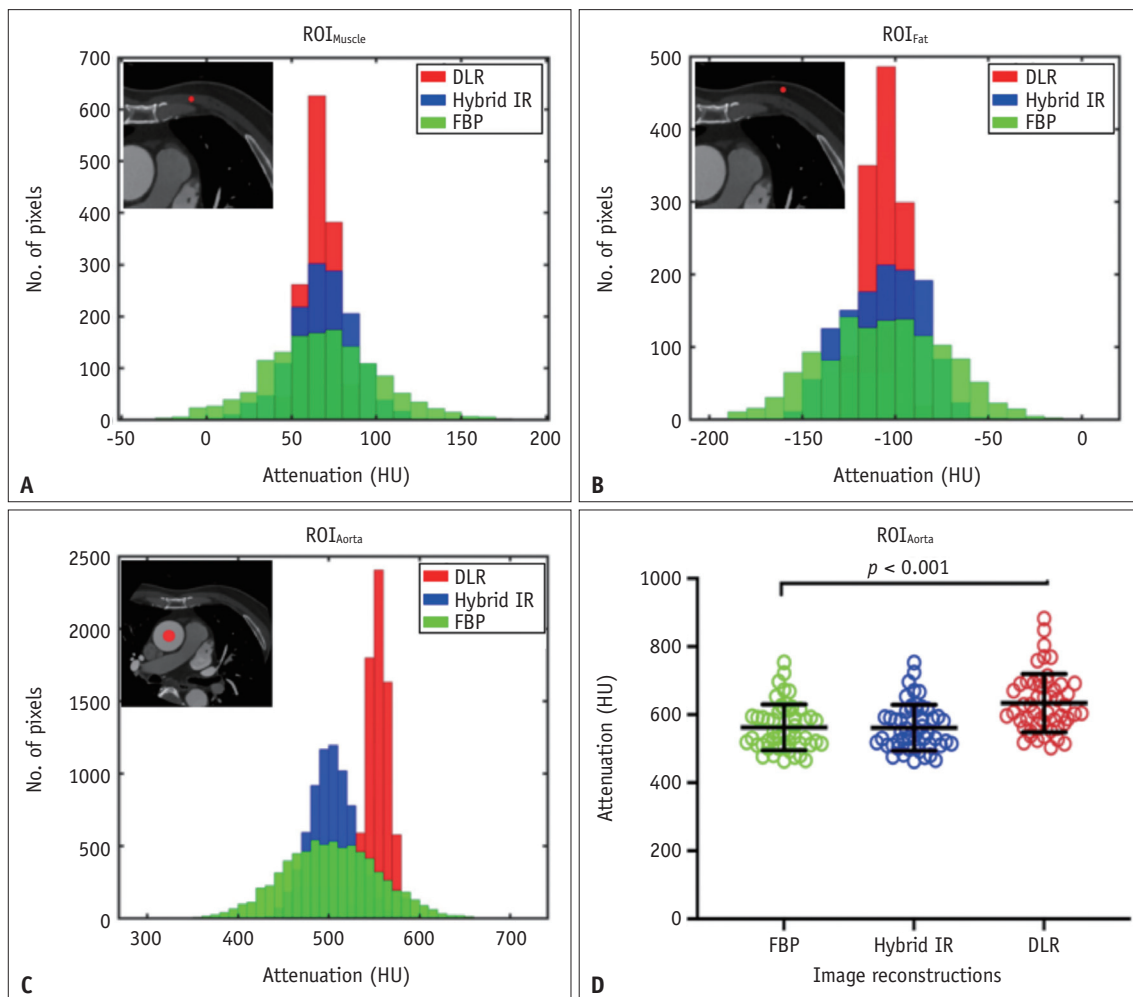 ROIMuscle
700
600
500
400
300
200
100
0
No. of pixels
DLR
Hybrid IR
FBP
-50 0 50 100 150 200
Attenuation (HU)
A
ROIFat
500
400
300
200
100
0
No. of pixels
DLR
Hybrid IR
FBP
-200 -150 -100 -50 0
Attenuation (HU)
B
ROIAorta
2500
2000
1500
1000
500
0
No. of pixels
DLR
Hybrid IR
FBP
300 400 500 600 700
Attenuation (HU)
C
ROIAorta
p < 0.001
1000
800
600
400
200
0
Attenuation (HU)
FBP Hybrid IR DLR
Image reconstructions
D